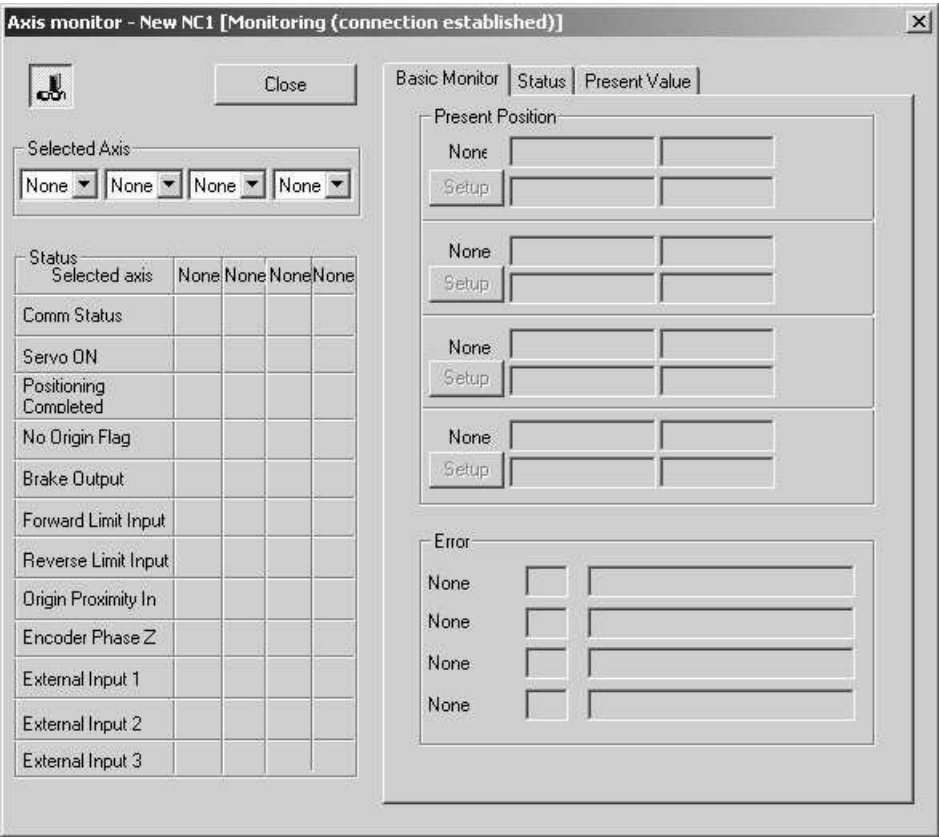 Axis monitor - New NC1 [Monitoring (connection established)]
Close
Selected Axis
None None None None
Status
Selected axis None None None None
Comm Status
Servo ON
Positioning
Completed
No Origin Flag
Brake Output
Forward Limit Input
Reverse Limit Input
Origin Proximity In
Encoder Phase Z
External Input 1
External Input 2
External Input 3
Basic Monitor Status Present Value
Present Position
None
Setup
None
Setup
None
Setup
None
Setup
Error
None
None
None
None